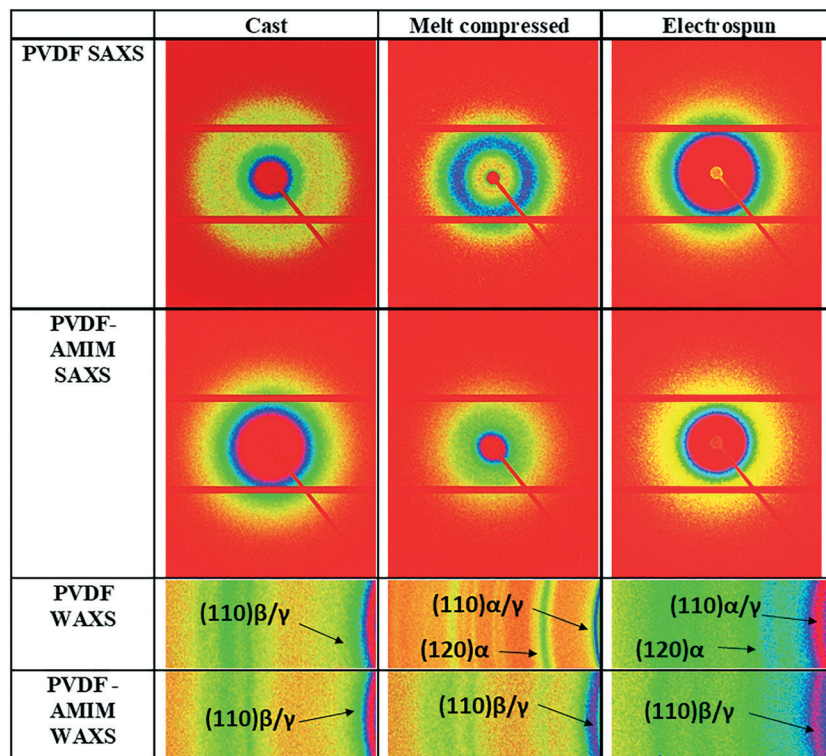 Cast Melt compressed Electrospun
PVDF SAXS
PVDF-
AMIM
SAXS
PVDF
WAXS
(110)β/γ
(110)α/γ
(120)α
(110)α/γ
(120)α
PVDF -
AMIM
WAXS
(110)β/γ
(110)β/γ
(110)β/γ